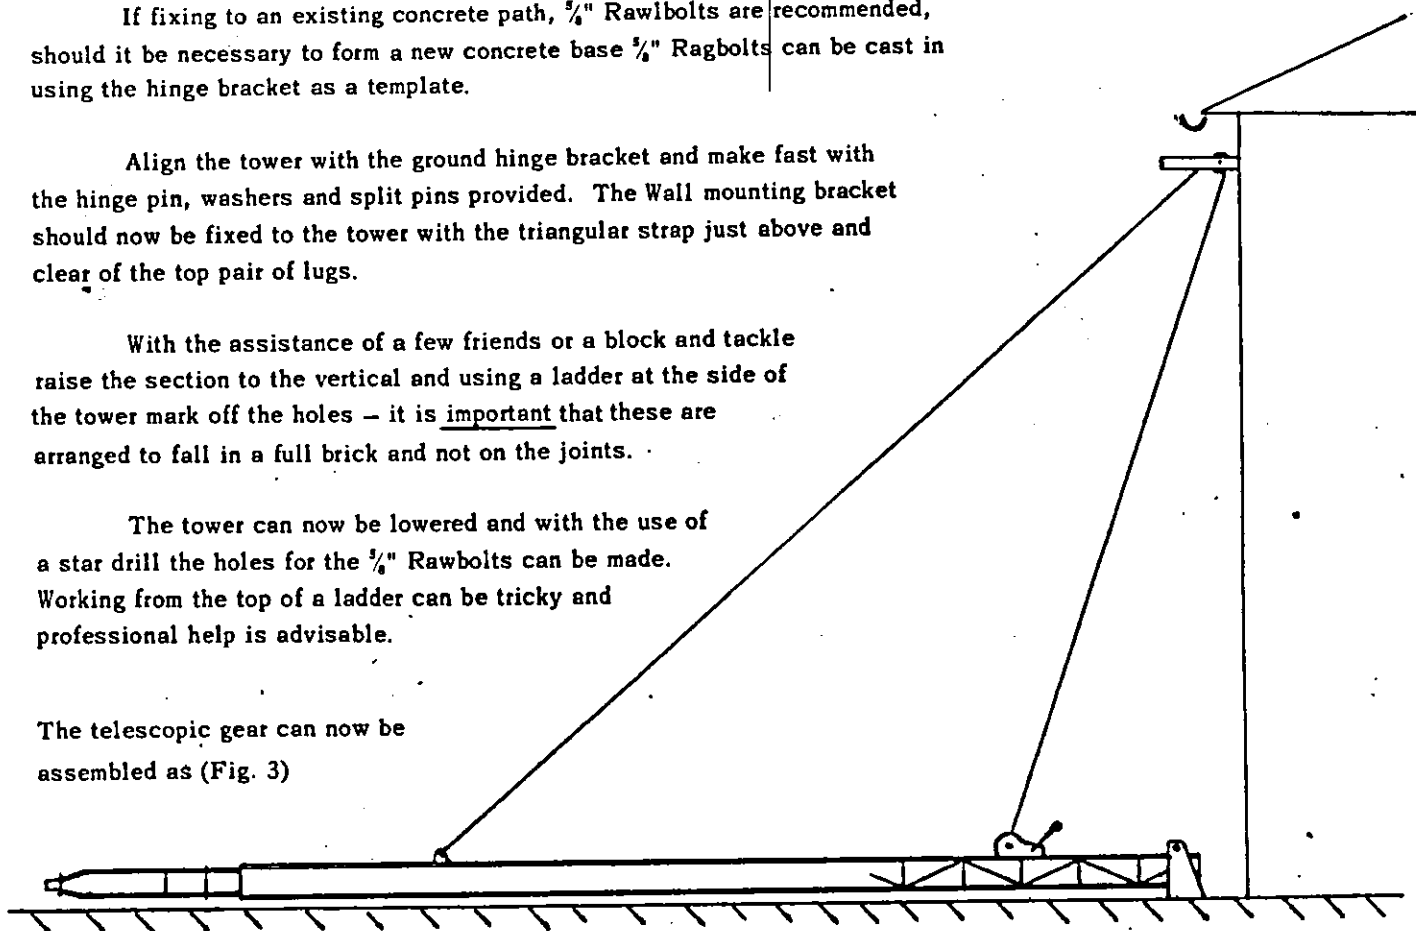 If fixing to an existing concrete path, ⅝" Rawlbolts are recommended,
should it be necessary to form a new concrete base ⅝" Ragbolts can be cast in
using the hinge bracket as a template.
Align the tower with the ground hinge bracket and make fast with
the hinge pin, washers and split pins provided. The Wall mounting bracket
should now be fixed to the tower with the triangular strap just above and
clear of the top pair of lugs.
With the assistance of a few friends or a block and tackle
raise the section to the vertical and using a ladder at the side of
the tower mark off the holes – it is important that these are
arranged to fall in a full brick and not on the joints.
The tower can now be lowered and with the use of
a star drill the holes for the ⅝" Rawbolts can be made.
Working from the top of a ladder can be tricky and
professional help is advisable.
The telescopic gear can now be
assembled as (Fig. 3)